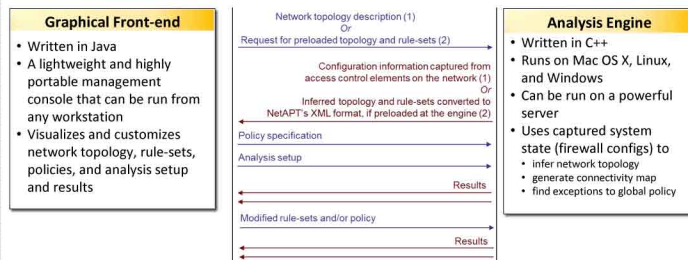 Graphical Front-end
• Written in Java
• A lightweight and highly
portable management
console that can be run from
any workstation
• Visualizes and customizes
network topology, rule-sets,
policies, and analysis setup
and results
Network topology description (1)
Or
Request for preloaded topology and rule-sets (2)
Configuration information captured from
access control elements on the network (1)
Or
Inferred topology and rule-sets converted to
NetAPT's XML format, if preloaded at the engine (2)
Policy specification
Analysis setup
Results
Modified rule-sets and/or policy
Results
Analysis Engine
• Written in C++
• Runs on Mac OS X, Linux,
and Windows
• Can be run on a powerful
server
• Uses captured system
state (firewall configs) to
• infer network topology
• generate connectivity map
• find exceptions to global policy